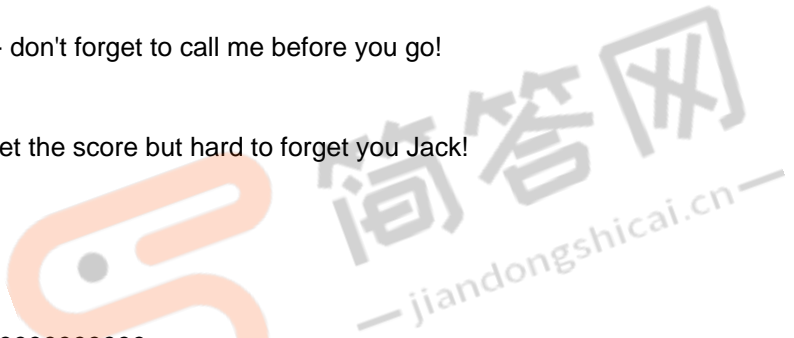 don't forget to call me before you go!
et the score but hard to forget you Jack!
简答网
jiandongshicai.cn